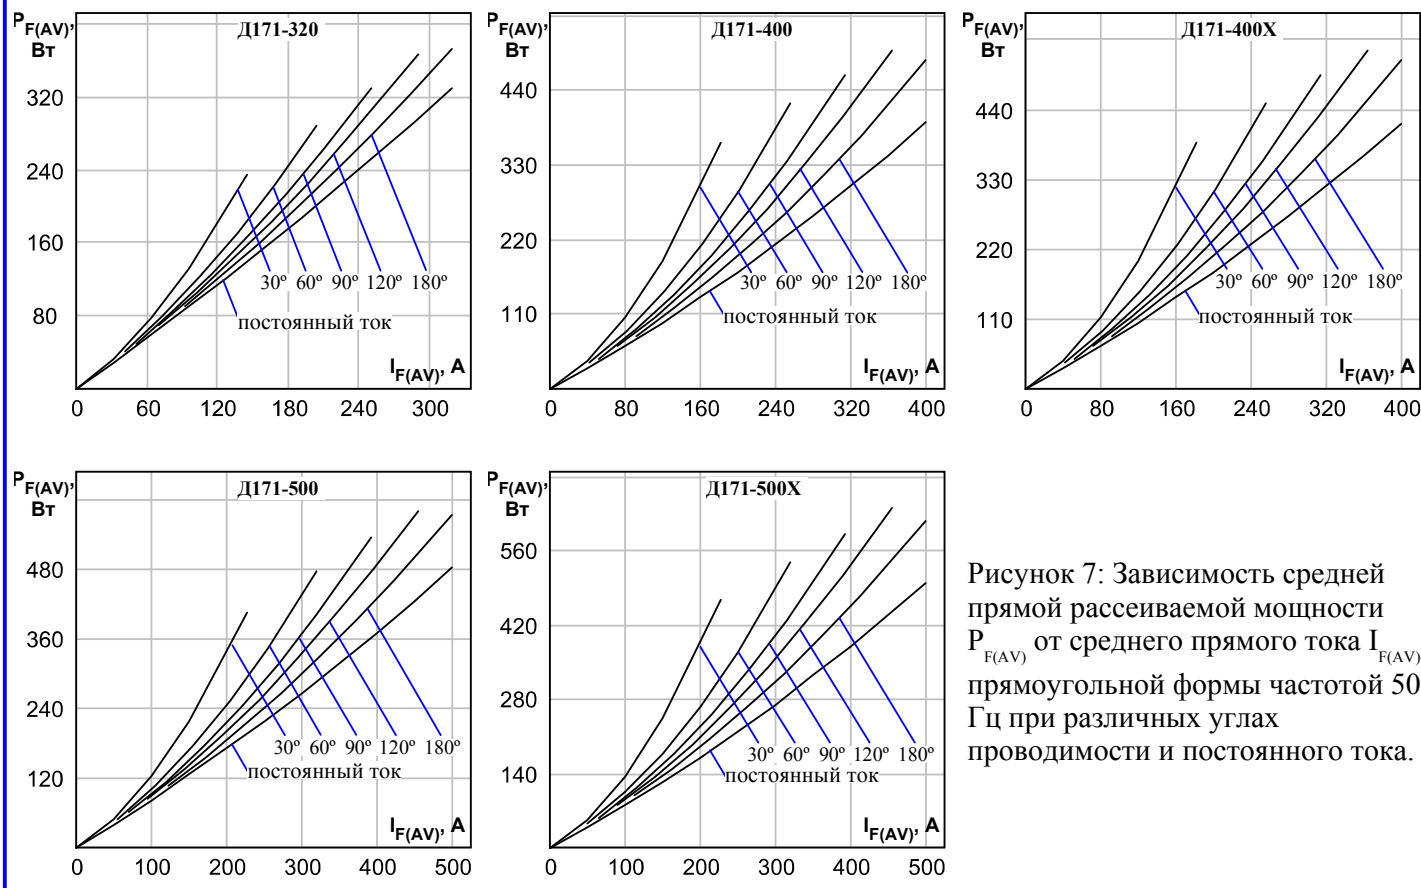 P_F(AV), Вт
Д171-320
320
240
160
80
30º 60º 90º 120º 180º
постоянный ток
I_F(AV), А
0 60 120 180 240 300
P_F(AV), Вт
Д171-400
440
330
220
110
30º 60º 90º 120º 180º
постоянный ток
I_F(AV), А
0 80 160 240 320 400
P_F(AV), Вт
Д171-400Х
440
330
220
110
30º 60º 90º 120º 180º
постоянный ток
I_F(AV), А
0 80 160 240 320 400
P_F(AV), Вт
Д171-500
480
360
240
120
30º 60º 90º 120º 180º
постоянный ток
I_F(AV), А
0 100 200 300 400 500
P_F(AV), Вт
Д171-500Х
560
420
280
140
30º 60º 90º 120º 180º
постоянный ток
I_F(AV), А
0 100 200 300 400 500
Рисунок 7: Зависимость средней
прямой рассеиваемой мощности
P_F(AV) от среднего прямого тока I_F(AV)
прямоугольной формы частотой 50
Гц при различных углах
проводимости и постоянного тока.